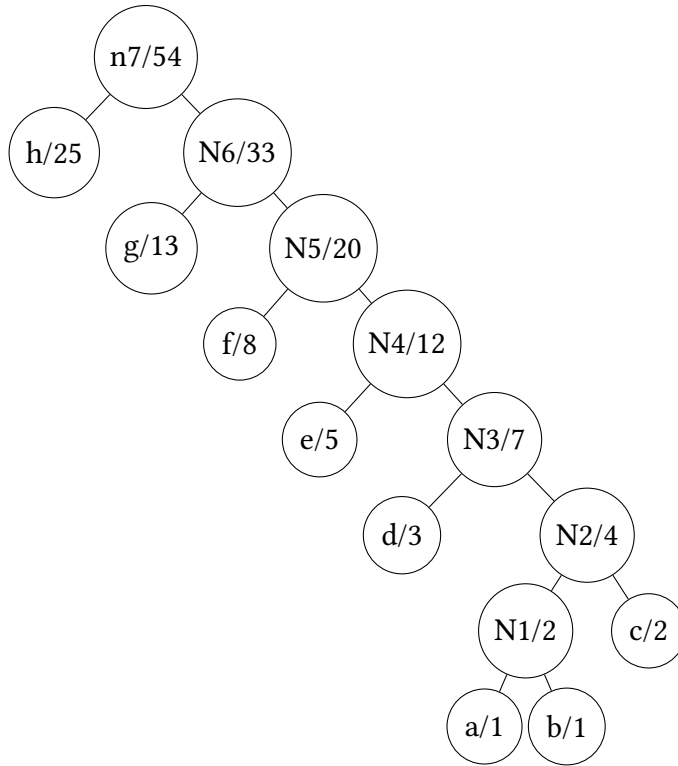 n7/54
h/25
N6/33
g/13
N5/20
f/8
N4/12
e/5
N3/7
d/3
N2/4
N1/2
c/2
a/1
b/1